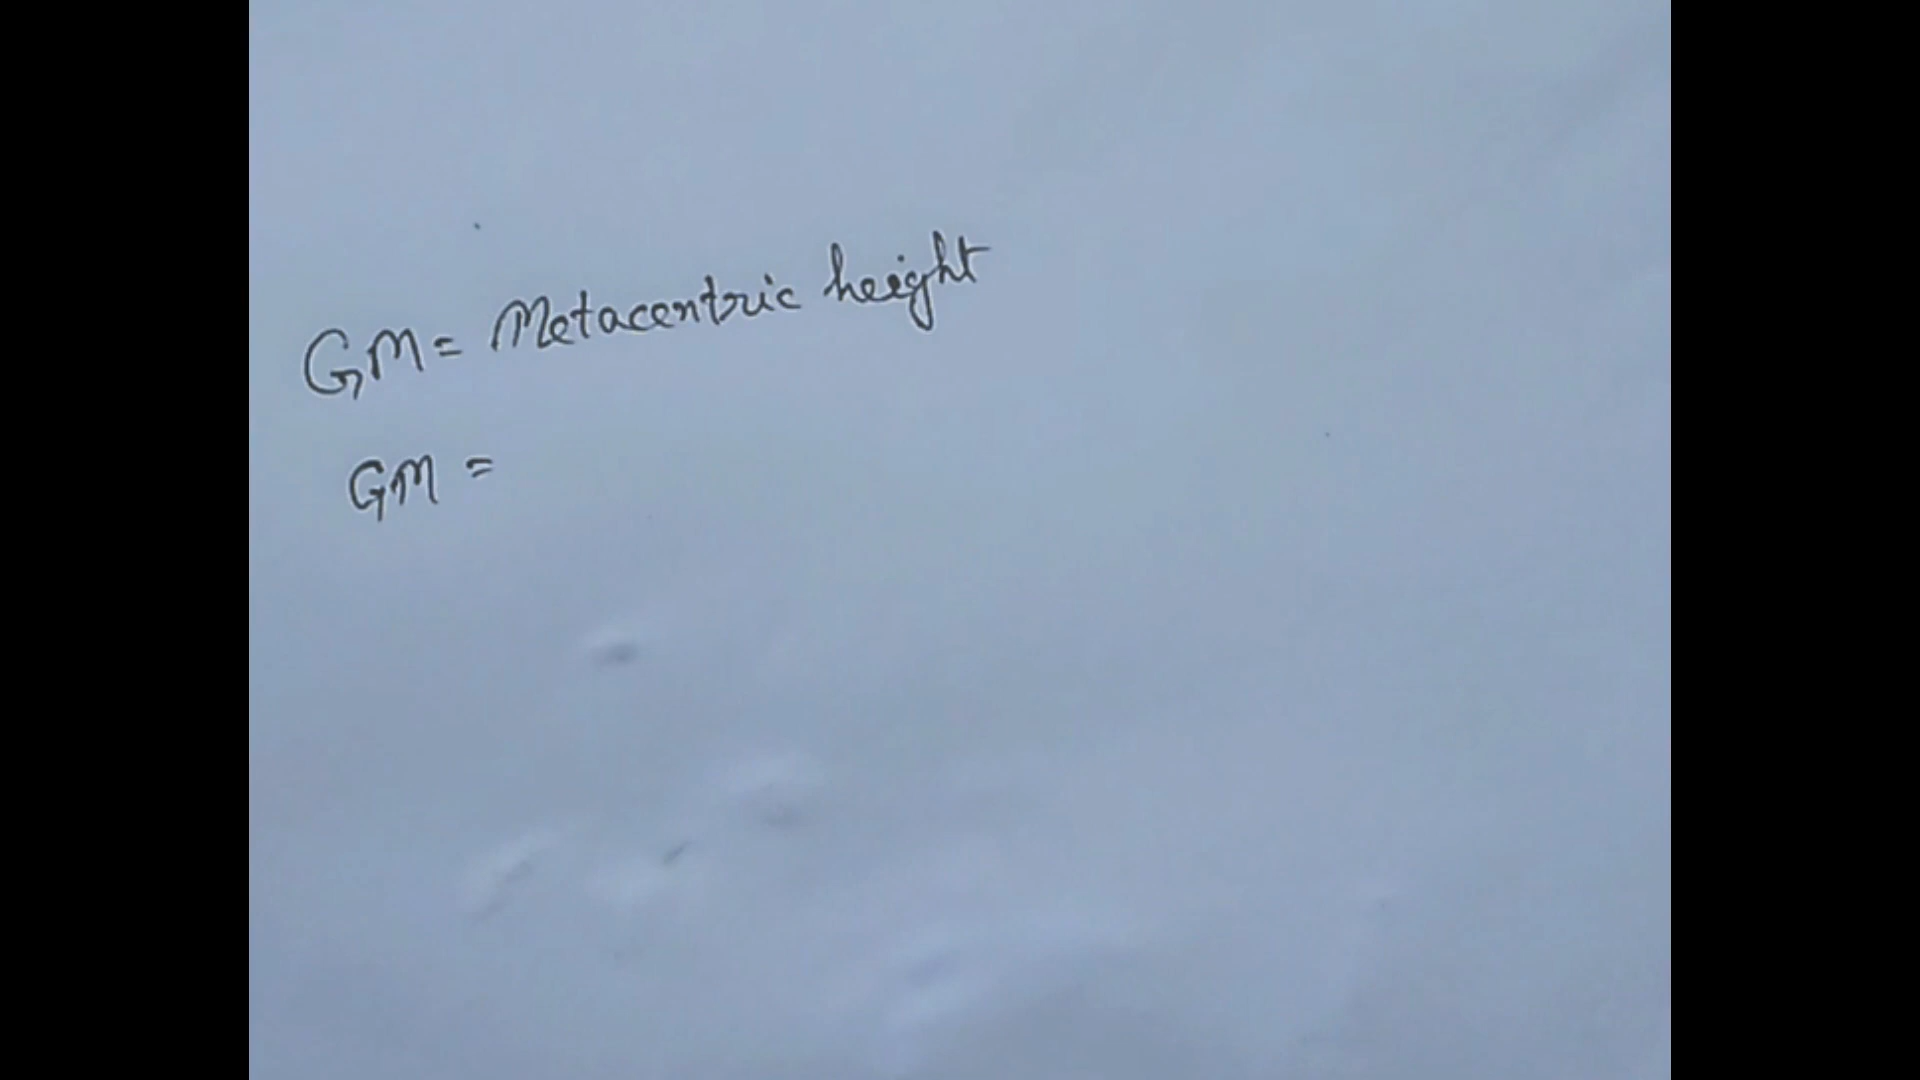 GM = Metacentric height
GM =